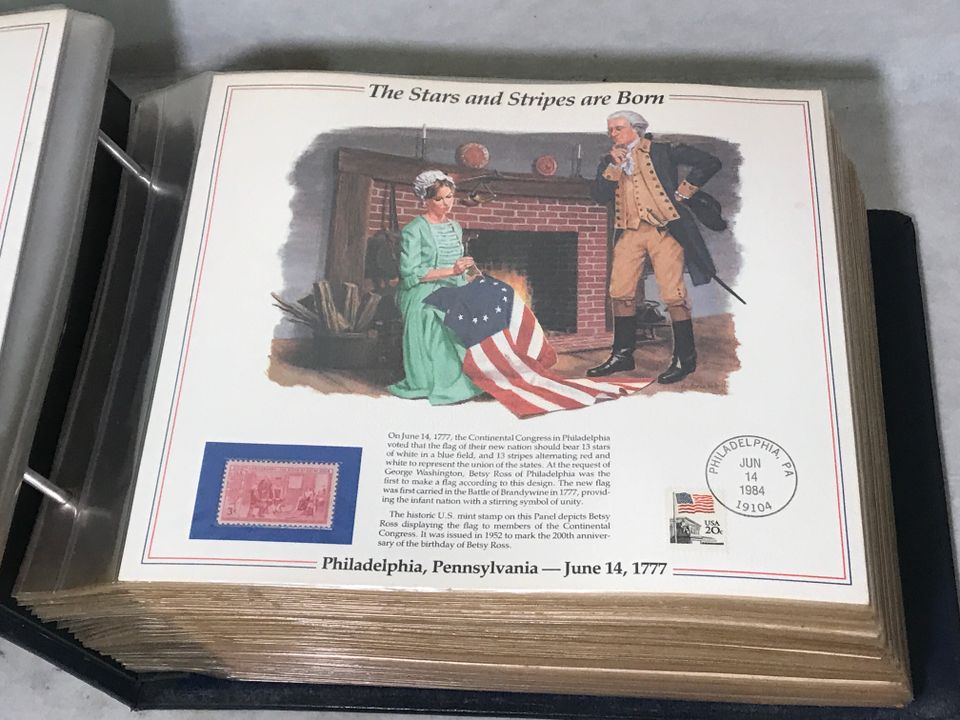 The Stars and Stripes are Born
On June 14, 1777, the Continental Congress in Philadelphia
voted that the flag of their new nation should bear 13 stars
of white in a blue field, and 13 stripes alternating red and
white to represent the union of the states. At the request of
George Washington, Betsy Ross of Philadelphia was the
first to make a flag according to this design. The new flag
was first carried in the Battle of Brandywine in 1777, provid-
ing the infant nation with a stirring symbol of unity.
The historic U.S. mint stamp on this Panel depicts Betsy
Ross displaying the flag to members of the Continental
Congress. It was issued in 1952 to mark the 200th anniver-
sary of the birthday of Betsy Ross.
3¢
PHILADELPHIA, PA
JUN
14
1984
19104
USA
20c
Philadelphia, Pennsylvania — June 14, 1777